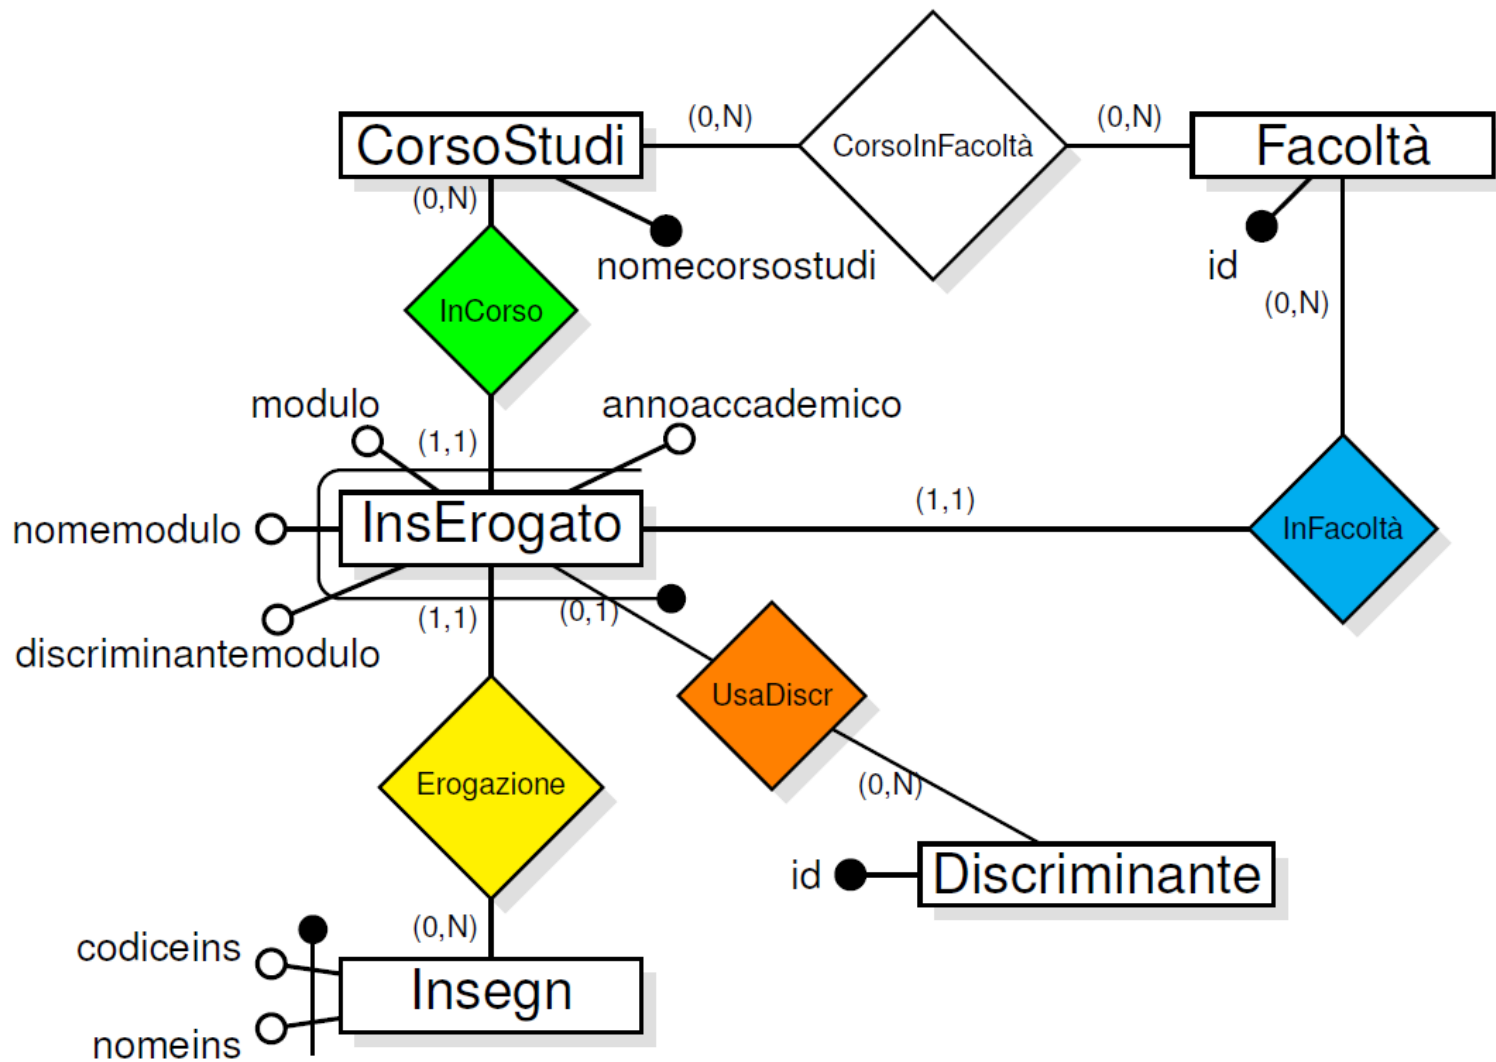 (0,N)
(0,N)
CorsoStudi
CorsoInFacoltà
Facoltà
(0,N)
nomecorsostudi
id
(0,N)
InCorso
modulo
annoaccademico
(1,1)
(1,1)
nomemodulo
InsErogato
InFacoltà
(1,1)
(0,1)
discriminantemodulo
UsaDiscr
Erogazione
(0,N)
id
Discriminante
(0,N)
codiceins
Insegn
nomeins